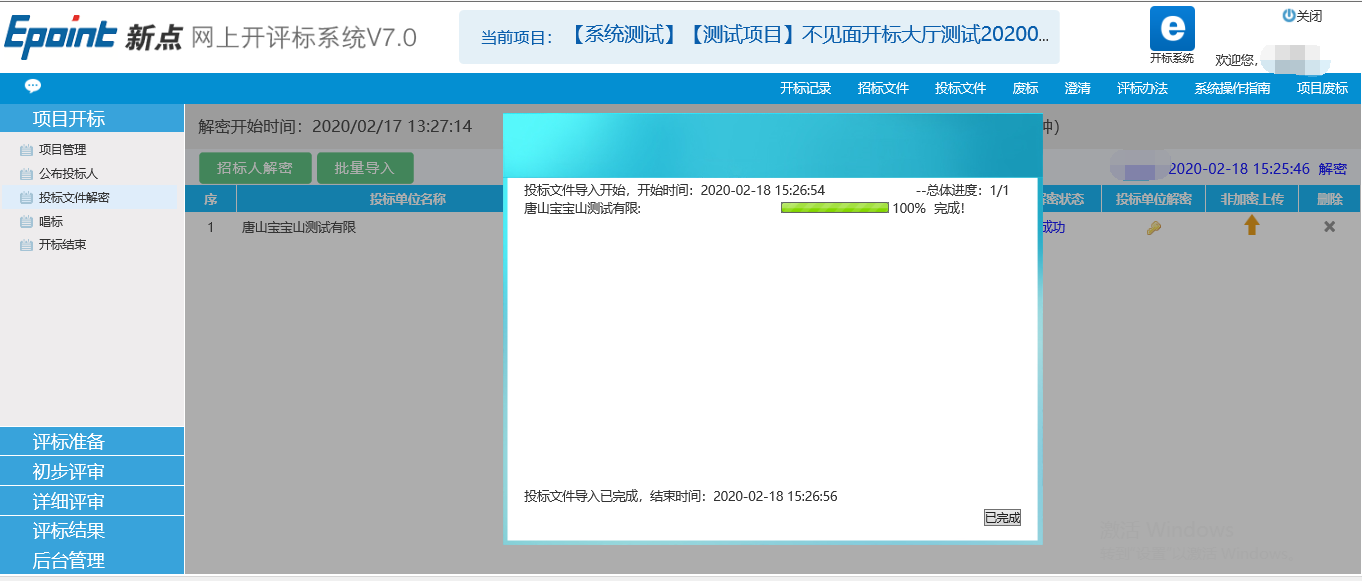 Epoint 新点 网上开评标系统V7.0
当前项目： 【系统测试】【测试项目】不见面开标大厅测试20200...
开标系统
关闭
欢迎您,
开标记录 招标文件 投标文件 废标 澄清 评标办法 系统操作指南 项目废标
项目开标
项目管理
公布投标人
投标文件解密
唱标
开标结束
评标准备
初步评审
详细评审
评标结果
后台管理
解密开始时间：2020/02/17 13:27:14
钟）
招标人解密 批量导入
2020-02-18 15:25:46 解密
序 投标单位名称 解密状态 投标单位解密 非加密上传 删除
1 唐山宝宝山测试有限 成功
投标文件导入开始，开始时间：2020-02-18 15:26:54 --总体进度：1/1
唐山宝宝山测试有限: 100% 完成!
投标文件导入已完成，结束时间：2020-02-18 15:26:56
已完成
激活 Windows